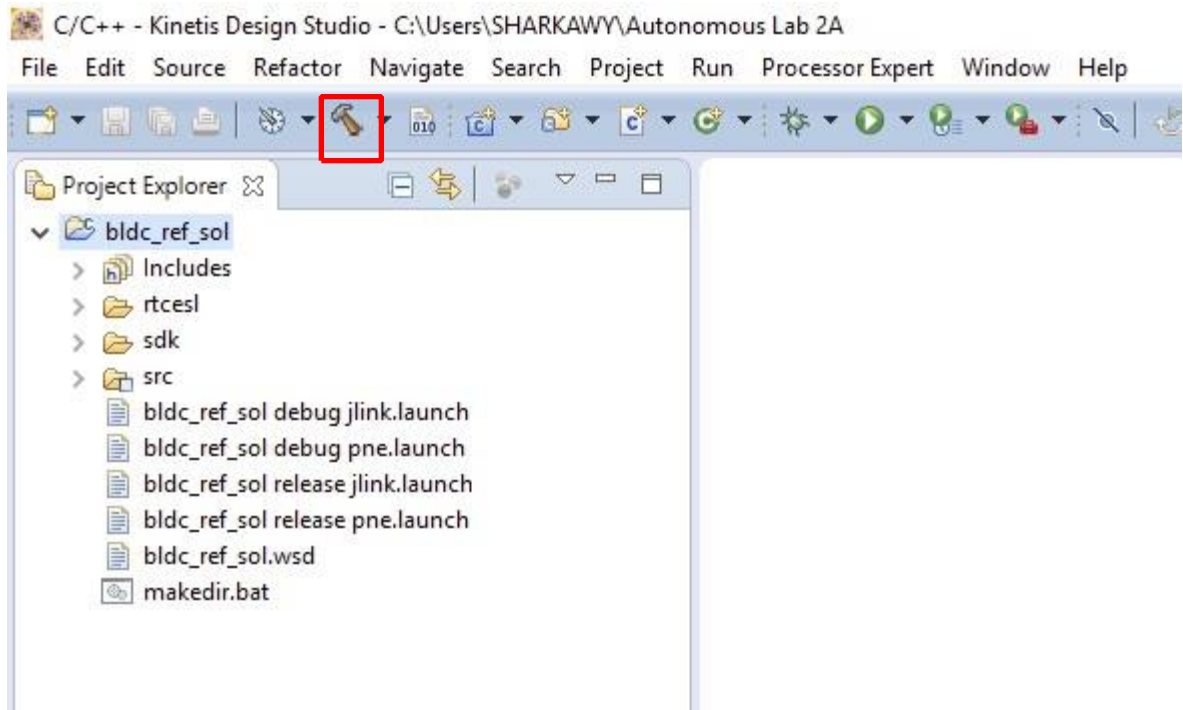 C/C++ - Kinetis Design Studio - C:\Users\SHARKAWY\Autonomous Lab 2A
File Edit Source Refactor Navigate Search Project Run Processor Expert Window Help
010
Project Explorer
bldc_ref_sol
Includes
rtcesl
sdk
src
bldc_ref_sol debug jlink.launch
bldc_ref_sol debug pne.launch
bldc_ref_sol release jlink.launch
bldc_ref_sol release pne.launch
bldc_ref_sol.wsd
makedir.bat